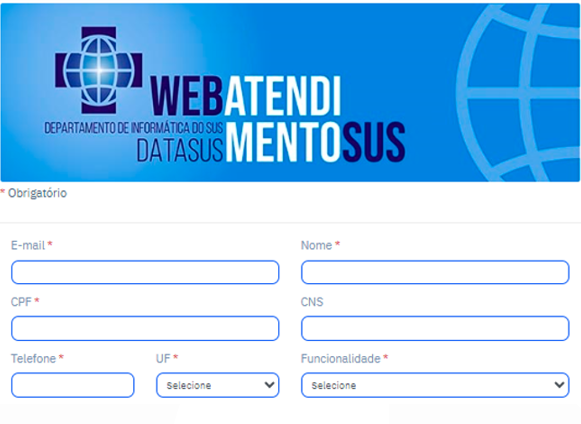 WEBATENDI
DEPARTAMENTO DE INFORMÁTICA DO SUS
DATASUS MENTOSUS
* Obrigatório
E-mail * Nome *
CPF * CNS
Telefone * UF * Funcionalidade *
Selecione Selecione